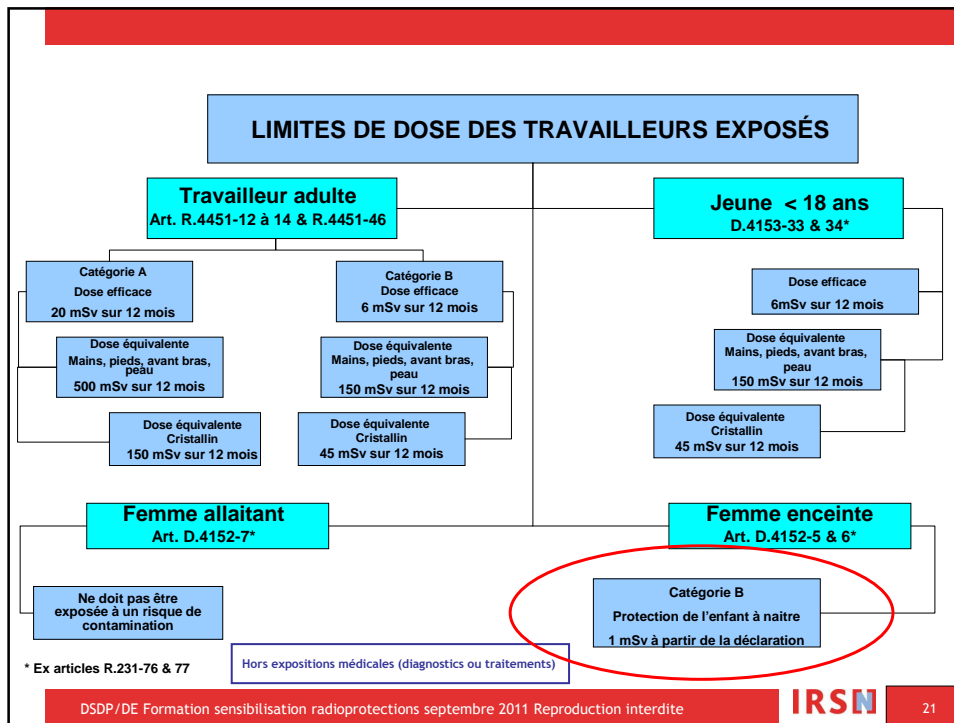 LIMITES DE DOSE DES TRAVAILLEURS EXPOSÉS
Travailleur adulte
Art. R.4451-12 à 14 & R.4451-46
Jeune < 18 ans
D.4153-33 & 34*
Catégorie A
Dose efficace
20 mSv sur 12 mois
Catégorie B
Dose efficace
6 mSv sur 12 mois
Dose efficace
6mSv sur 12 mois
Dose équivalente
Mains, pieds, avant bras,
peau
500 mSv sur 12 mois
Dose équivalente
Mains, pieds, avant bras,
peau
150 mSv sur 12 mois
Dose équivalente
Mains, pieds, avant bras,
peau
150 mSv sur 12 mois
Dose équivalente
Cristallin
150 mSv sur 12 mois
Dose équivalente
Cristallin
45 mSv sur 12 mois
Dose équivalente
Cristallin
45 mSv sur 12 mois
Femme allaitant
Art. D.4152-7*
Femme enceinte
Art. D.4152-5 & 6*
Ne doit pas être
exposée à un risque de
contamination
Catégorie B
Protection de l'enfant à naitre
1 mSv à partir de la déclaration
* Ex articles R.231-76 & 77
Hors expositions médicales (diagnostics ou traitements)
DSDP/DE Formation sensibilisation radioprotections septembre 2011 Reproduction interdite
IRSN
21